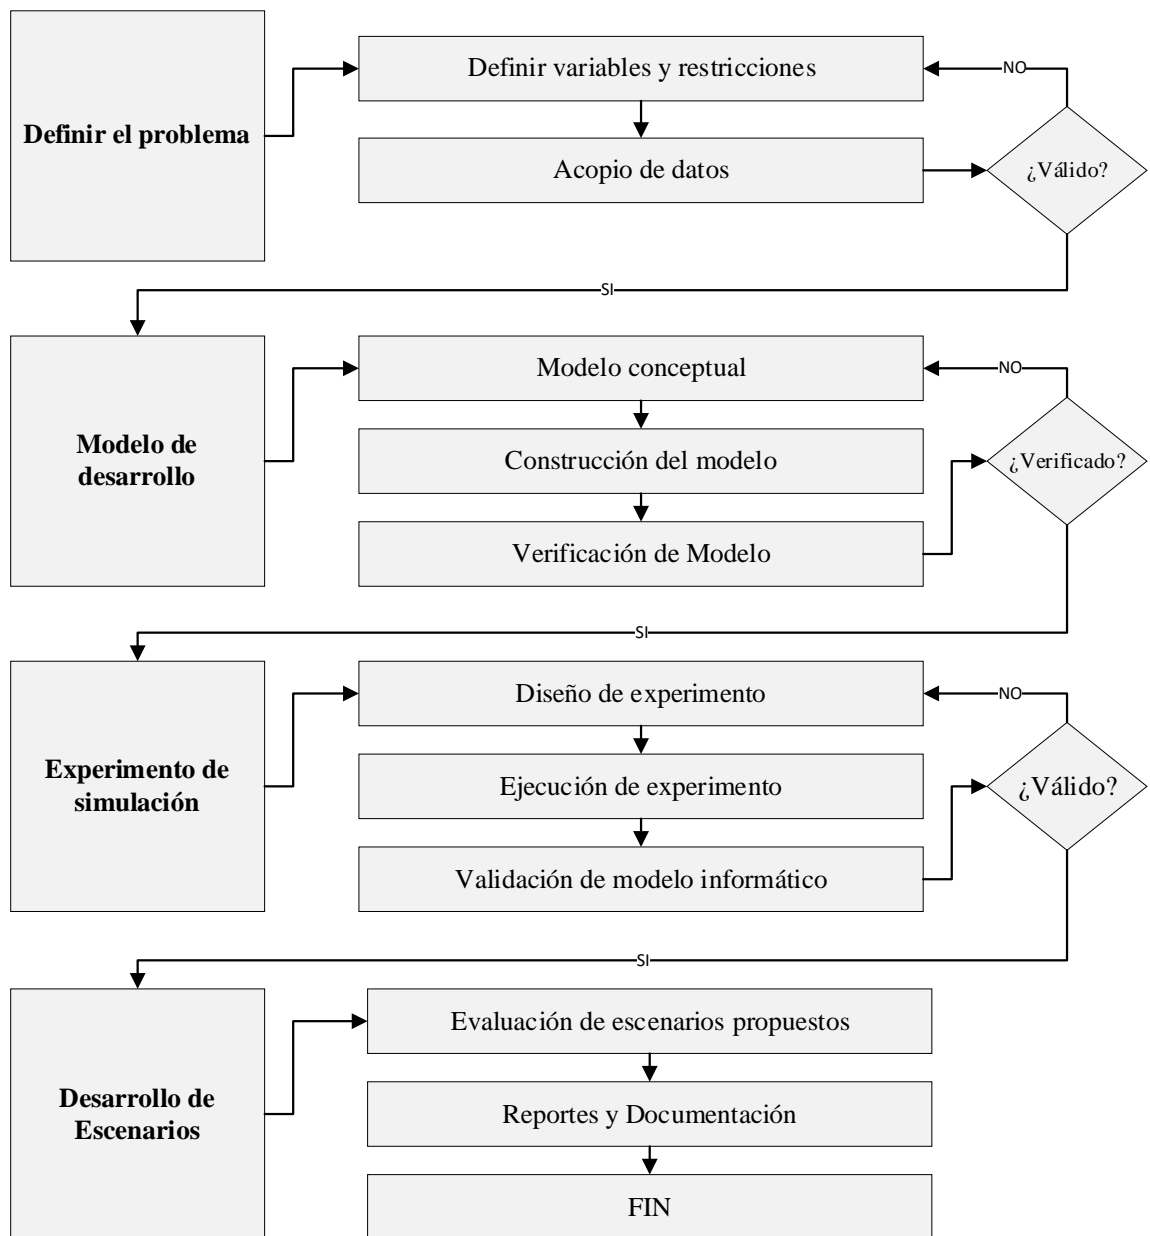 Definir el problema
Definir variables y restricciones
NO
Acopio de datos
¿Válido?
SI
Modelo de
desarrollo
Modelo conceptual
NO
Construcción del modelo
¿Verificado?
Verificación de Modelo
SI
Experimento de
simulación
Diseño de experimento
NO
Ejecución de experimento
¿Válido?
Validación de modelo informático
SI
Desarrollo de
Escenarios
Evaluación de escenarios propuestos
Reportes y Documentación
FIN